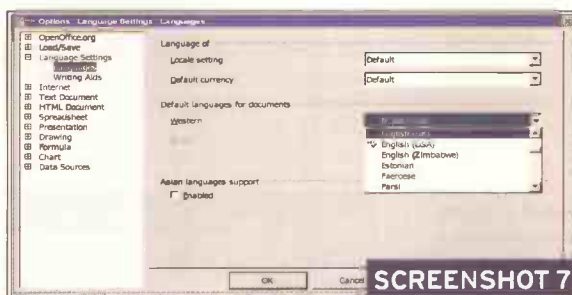 Options - Language Settings - Languages
OpenOffice.org
Load/Save
Language Settings
Languages
Writing Aids
Internet
Text Document
HTML Document
Spreadsheet
Presentation
Drawing
Formula
Chart
Data Sources
Language of
Locale setting
Default
Default currency
Default
Default languages for documents
Western
English (USA)
English (Zimbabwe)
Estonian
Faeroese
Farsi
Asian languages support
Enabled
OK
Cancel
SCREENSHOT 7